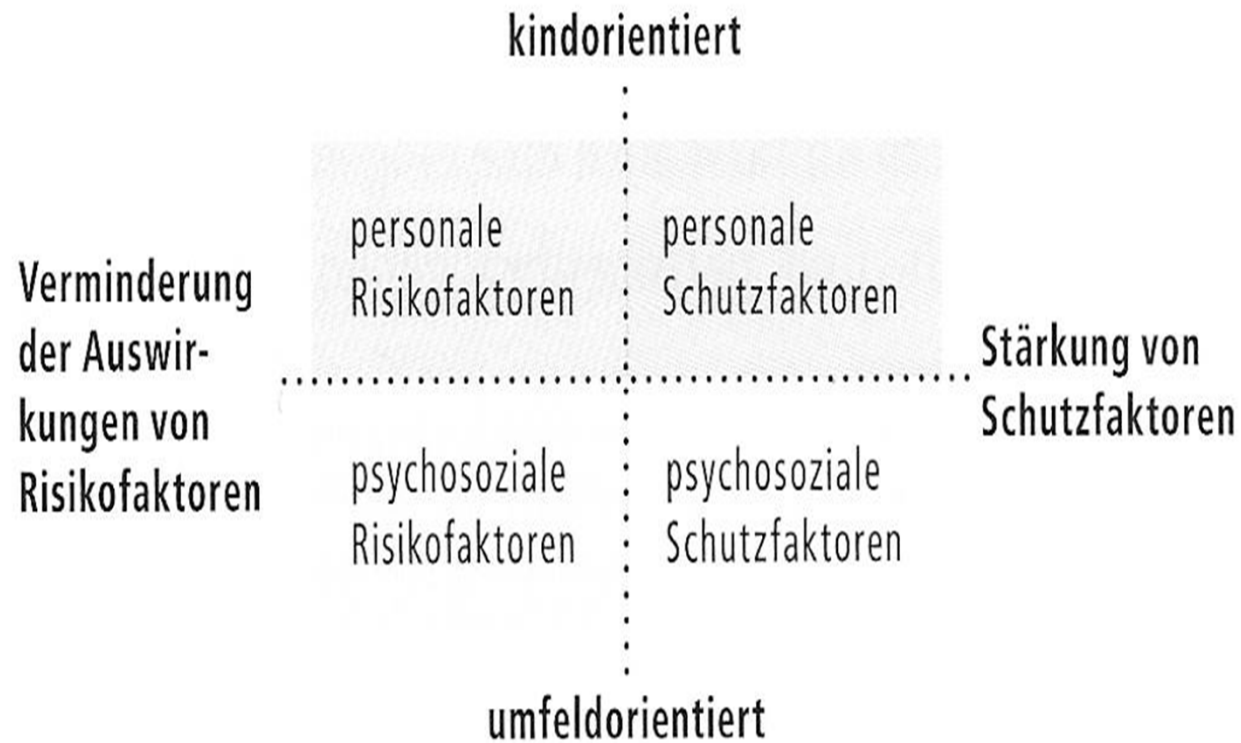 kindorientiert
personale
Risikofaktoren
personale
Schutzfaktoren
Verminderung
der Auswir-
kungen von
Risikofaktoren
Stärkung von
Schutzfaktoren
psychosoziale
Risikofaktoren
psychosoziale
Schutzfaktoren
umfeldorientiert